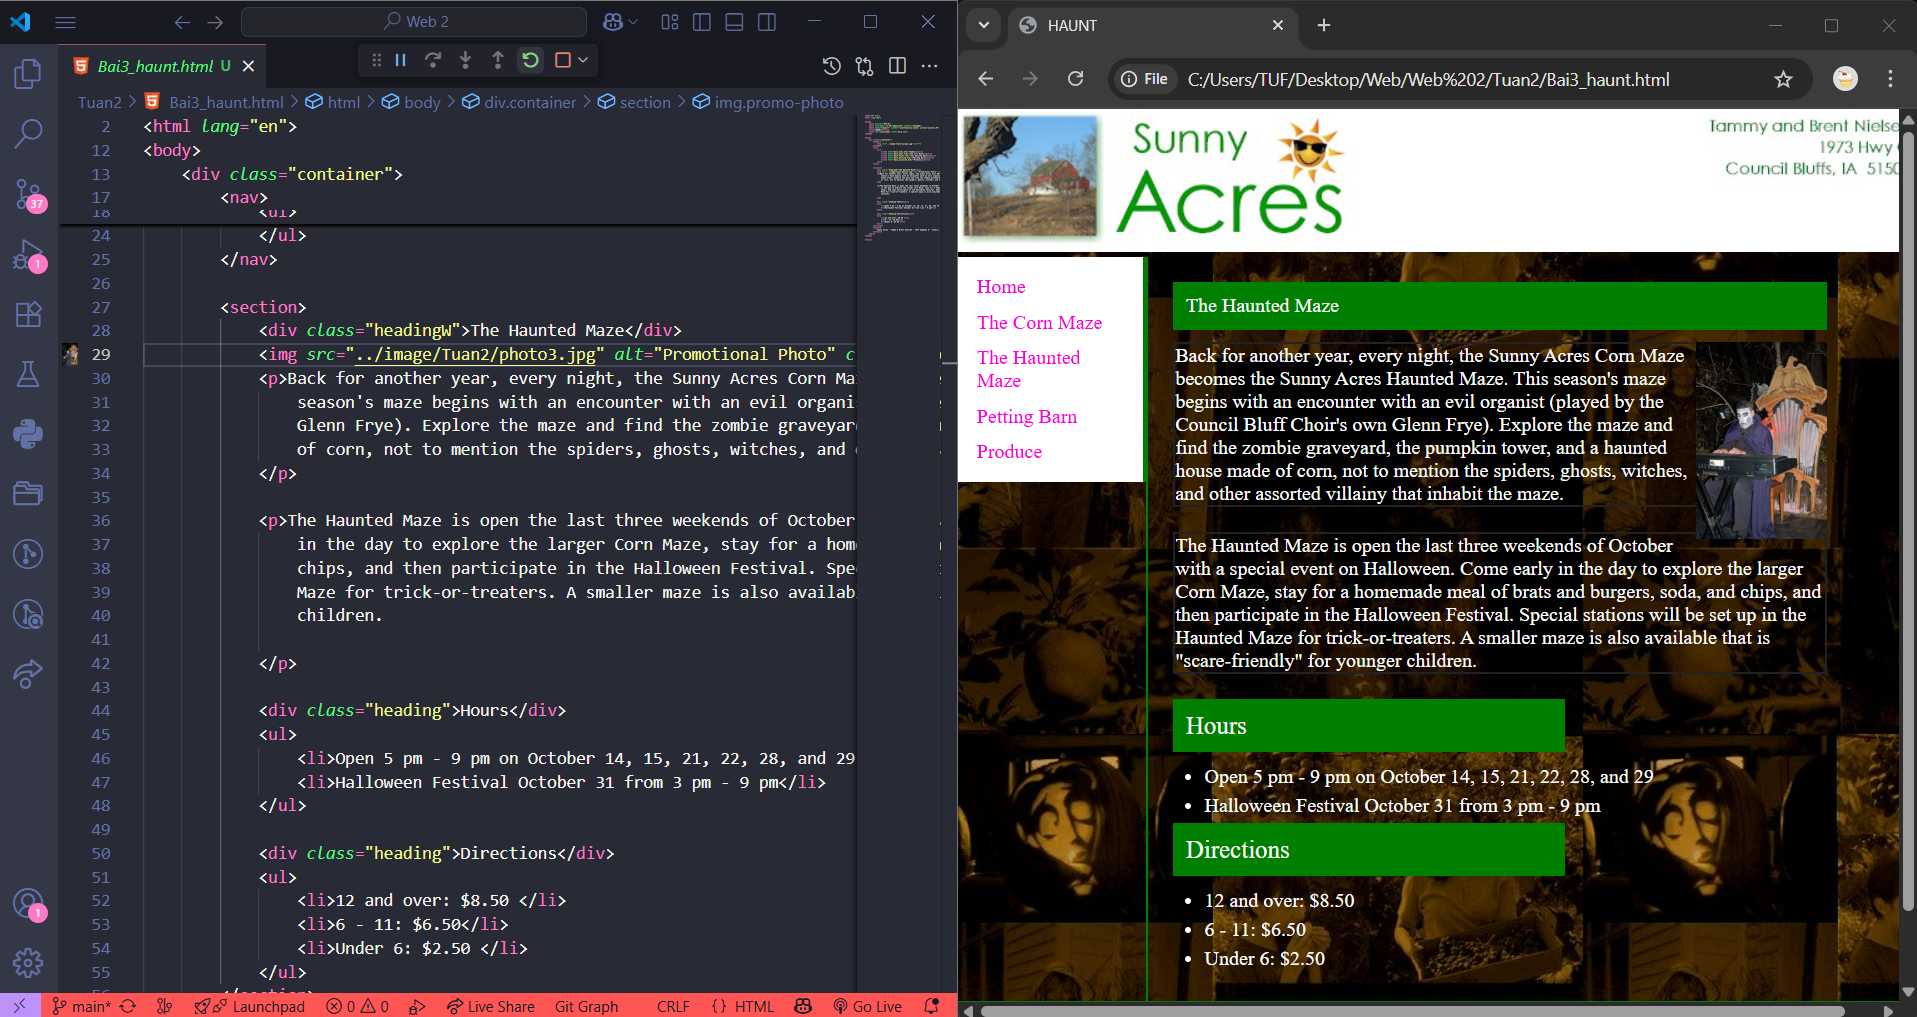 Web 2
Bai3_haunt.html U
Tuan2 > Bai3_haunt.html > html > body > div.container > section > img.promo-photo
2 <html lang="en">
12 <body>
13 <div class="container">
17 <nav>
18 <ul>
24 </ul>
25 </nav>
26
27 <section>
28 <div class="headingW">The Haunted Maze</div>
29 <img src="../image/Tuan2/photo3.jpg" alt="Promotional Photo" c
30 <p>Back for another year, every night, the Sunny Acres Corn Ma
31 season's maze begins with an encounter with an evil organi
32 Glenn Frye). Explore the maze and find the zombie graveyar
33 of corn, not to mention the spiders, ghosts, witches, and
34 </p>
35
36 <p>The Haunted Maze is open the last three weekends of October
37 in the day to explore the larger Corn Maze, stay for a hom
38 chips, and then participate in the Halloween Festival. Spe
39 Maze for trick-or-treaters. A smaller maze is also availab
40 children.
41
42 </p>
43
44 <div class="heading">Hours</div>
45 <ul>
46 <li>Open 5 pm - 9 pm on October 14, 15, 21, 22, 28, and 29
47 <li>Halloween Festival October 31 from 3 pm - 9 pm</li>
48 </ul>
49
50 <div class="heading">Directions</div>
51 <ul>
52 <li>12 and over: $8.50 </li>
53 <li>6 - 11: $6.50</li>
54 <li>Under 6: $2.50 </li>
55 </ul>
37
1
1
main* Launchpad 0 0 Live Share Git Graph CRLF {} HTML Go Live
HAUNT
File C:/Users/TUF/Desktop/Web/Web%202/Tuan2/Bai3_haunt.html
Sunny
Acres
Tammy and Brent Nielse
1973 Hwy
Council Bluffs, IA 5150
Home
The Corn Maze
The Haunted
Maze
Petting Barn
Produce
The Haunted Maze
Back for another year, every night, the Sunny Acres Corn Maze
becomes the Sunny Acres Haunted Maze. This season's maze
begins with an encounter with an evil organist (played by the
Council Bluff Choir's own Glenn Frye). Explore the maze and
find the zombie graveyard, the pumpkin tower, and a haunted
house made of corn, not to mention the spiders, ghosts, witches,
and other assorted villainy that inhabit the maze.
The Haunted Maze is open the last three weekends of October
with a special event on Halloween. Come early in the day to explore the larger
Corn Maze, stay for a homemade meal of brats and burgers, soda, and chips, and
then participate in the Halloween Festival. Special stations will be set up in the
Haunted Maze for trick-or-treaters. A smaller maze is also available that is
"scare-friendly" for younger children.
Hours
• Open 5 pm - 9 pm on October 14, 15, 21, 22, 28, and 29
• Halloween Festival October 31 from 3 pm - 9 pm
Directions
• 12 and over: $8.50
• 6 - 11: $6.50
• Under 6: $2.50